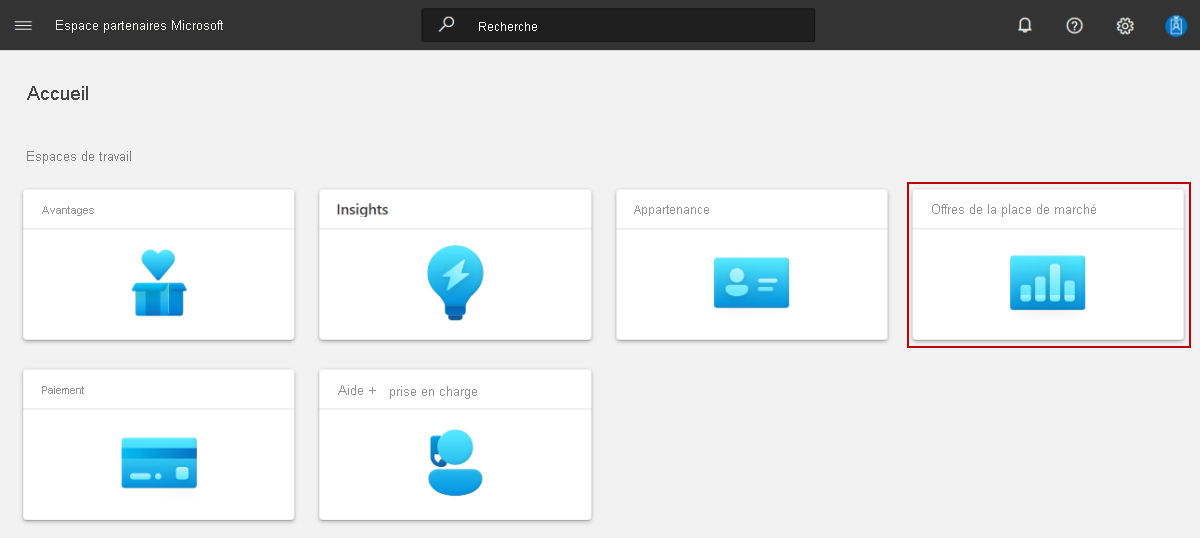 Espace partenaires Microsoft
Recherche
Accueil
Espaces de travail
Avantages
Insights
Appartenance
Offres de la place de marché
Paiement
Aide + prise en charge